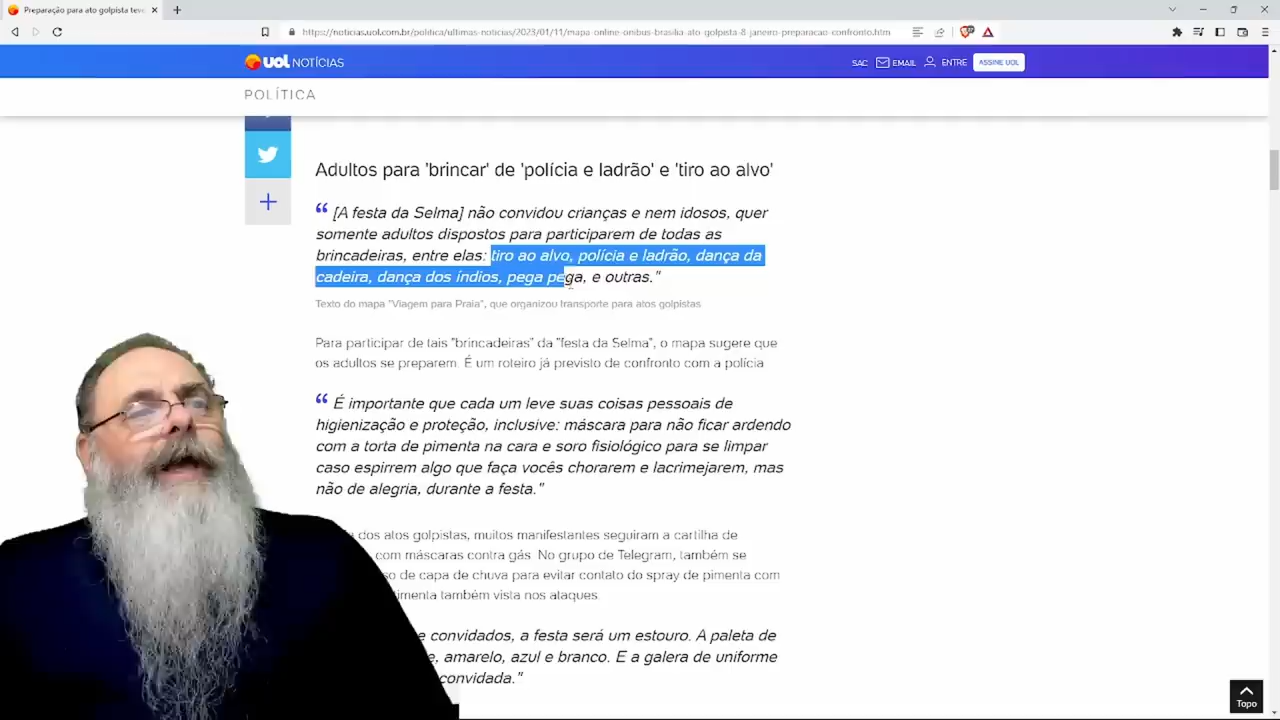 Preparação para ato golpista teve
https://noticias.uol.com.br/politica/ultimas-noticias/2023/01/11/mapa-online-onibus-brasilia-ato-golpista-8-janeiro-preparacao-confronto.htm
UOL NOTÍCIAS
SAC EMAIL ENTRE ASSINE UOL
POLÍTICA
Adultos para 'brincar' de 'polícia e ladrão' e 'tiro ao alvo'
“ [A festa da Selma] não convidou crianças e nem idosos, quer
somente adultos dispostos para participarem de todas as
brincadeiras, entre elas: tiro ao alvo, polícia e ladrão, dança da
cadeira, dança dos índios, pega pega, e outras."
Texto do mapa "Viagem para Praia", que organizou transporte para atos golpistas
Para participar de tais "brincadeiras" da "festa da Selma", o mapa sugere que
os adultos se preparem. É um roteiro já previsto de confronto com a polícia
“ É importante que cada um leve suas coisas pessoais de
higienização e proteção, inclusive: máscara para não ficar ardendo
com a torta de pimenta na cara e soro fisiológico para se limpar
caso espirrem algo que faça vocês chorarem e lacrimejarem, mas
não de alegria, durante a festa."
dos atos golpistas, muitos manifestantes seguiram a cartilha de
com máscaras contra gás. No grupo de Telegram, também se
so de capa de chuva para evitar contato do spray de pimenta com
imenta também vista nos ataques
e convidados, a festa será um estouro. A paleta de
e, amarelo, azul e branco. E a galera de uniforme
convidada."
Topo